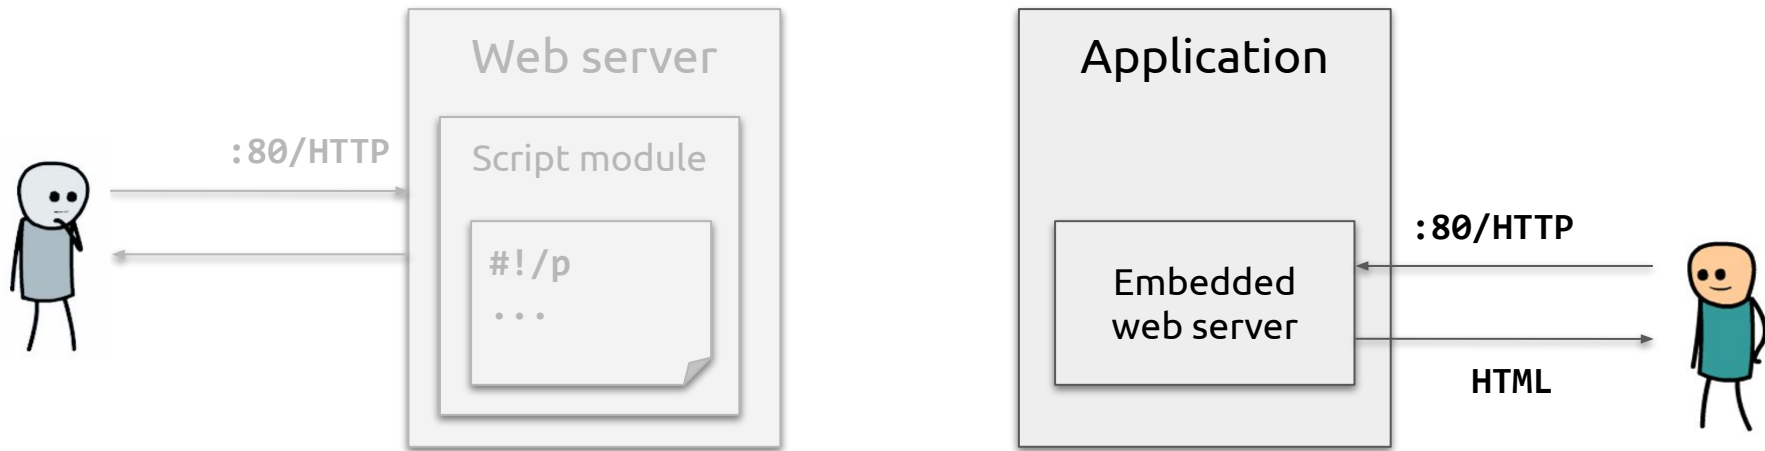 Web server
:80/HTTP
Script module
#!/p
...
Application
:80/HTTP
Embedded
web server
HTML